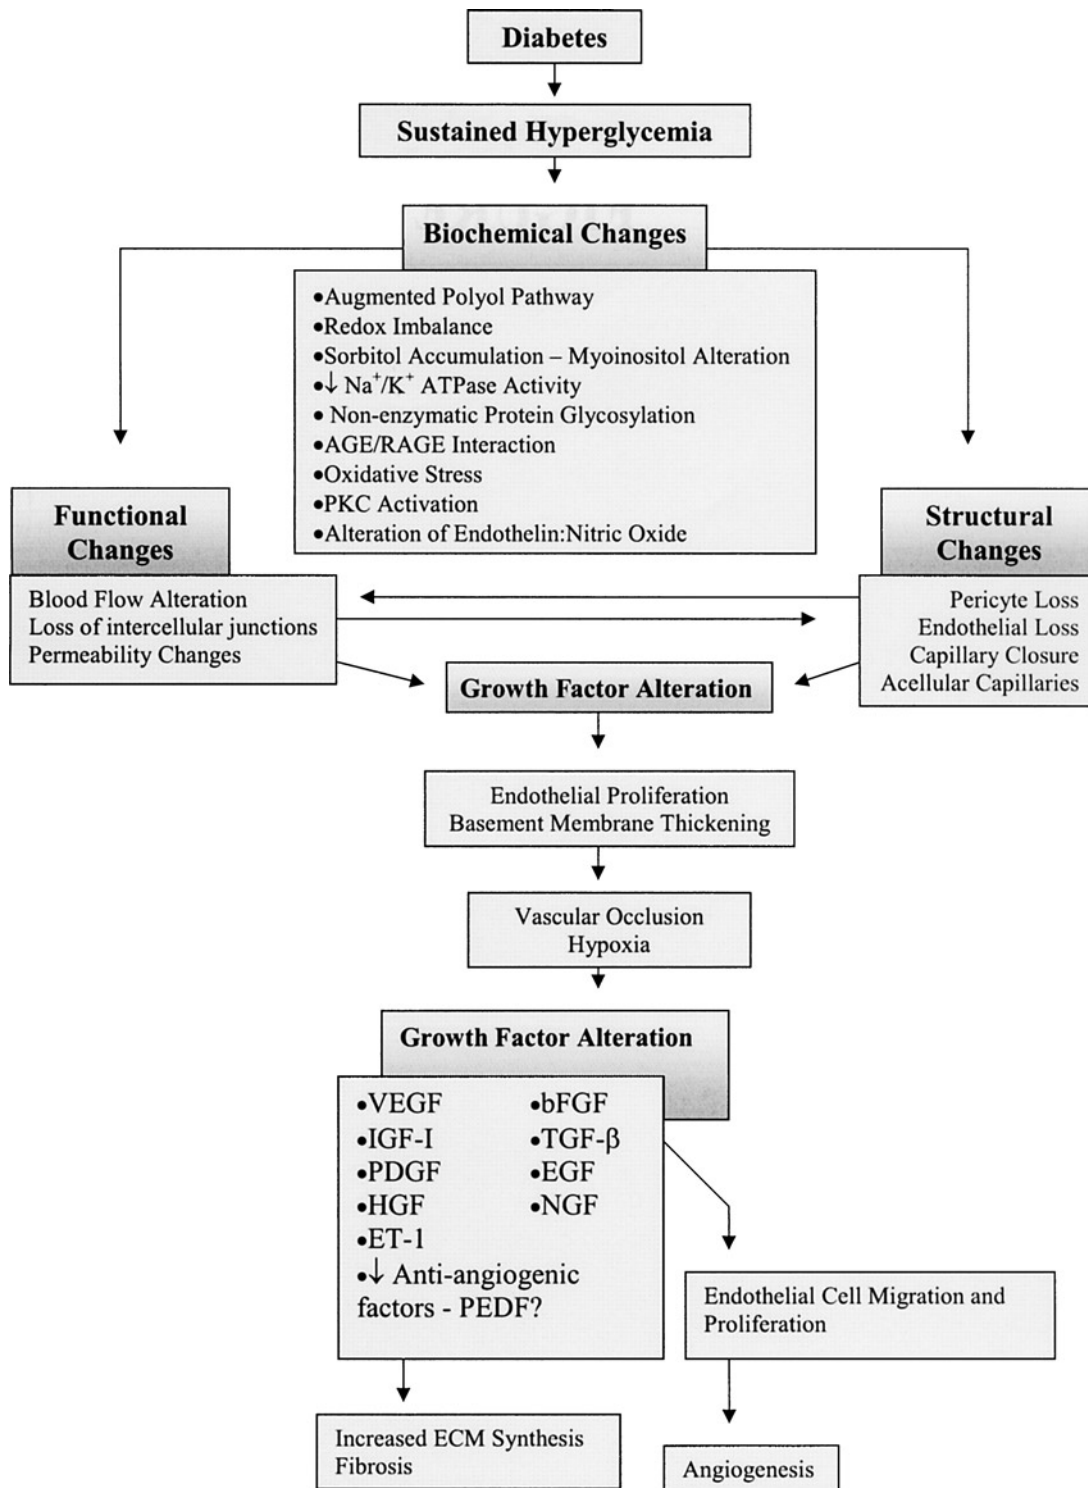 Diabetes
Sustained Hyperglycemia
Biochemical Changes
•Augmented Polyol Pathway
•Redox Imbalance
•Sorbitol Accumulation – Myoinositol Alteration
•↓ Na⁺/K⁺ ATPase Activity
• Non-enzymatic Protein Glycosylation
•AGE/RAGE Interaction
•Oxidative Stress
•PKC Activation
•Alteration of Endothelin:Nitric Oxide
Functional
Changes
Blood Flow Alteration
Loss of intercellular junctions
Permeability Changes
Structural
Changes
Pericyte Loss
Endothelial Loss
Capillary Closure
Acellular Capillaries
Growth Factor Alteration
Endothelial Proliferation
Basement Membrane Thickening
Vascular Occlusion
Hypoxia
Growth Factor Alteration
•VEGF
•IGF-I
•PDGF
•HGF
•ET-1
•bFGF
•TGF-β
•EGF
•NGF
•↓ Anti-angiogenic
factors - PEDF?
Endothelial Cell Migration and
Proliferation
Increased ECM Synthesis
Fibrosis
Angiogenesis